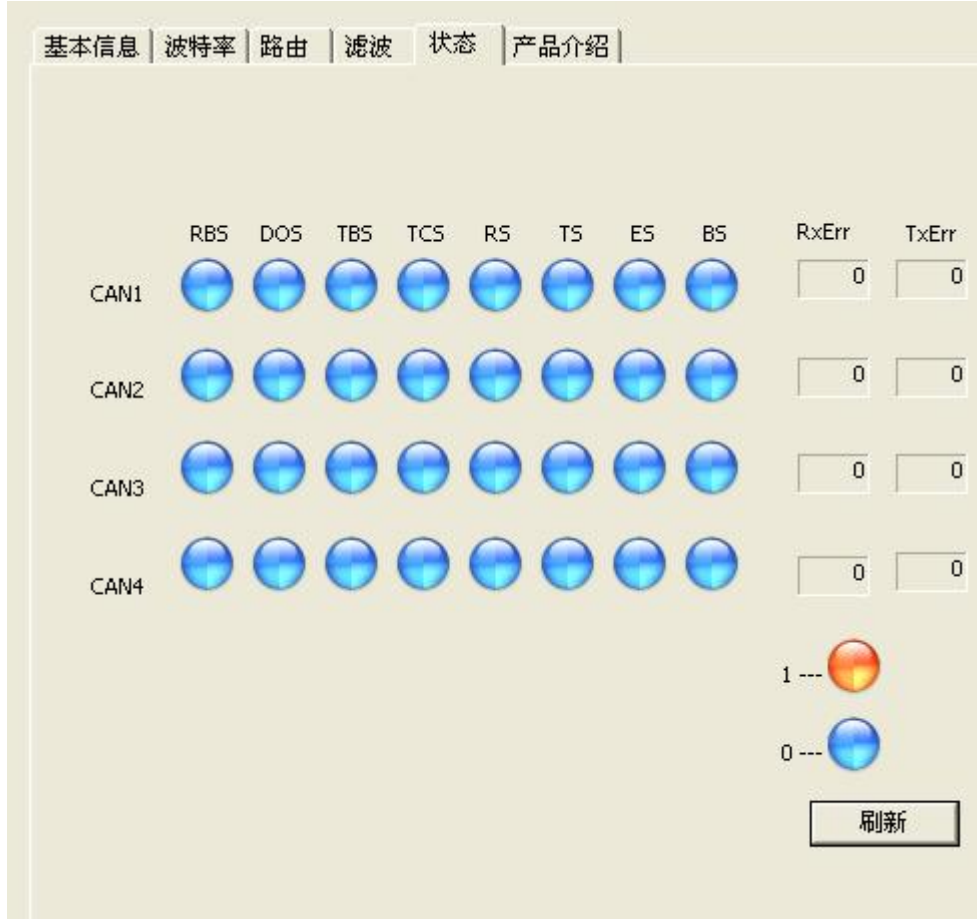 基本信息 波特率 路由 滤波 状态 产品介绍
RBS DOS TBS TCS RS TS ES BS RxErr TxErr
CAN1 0 0
CAN2 0 0
CAN3 0 0
CAN4 0 0
1 ---
0 ---
刷新